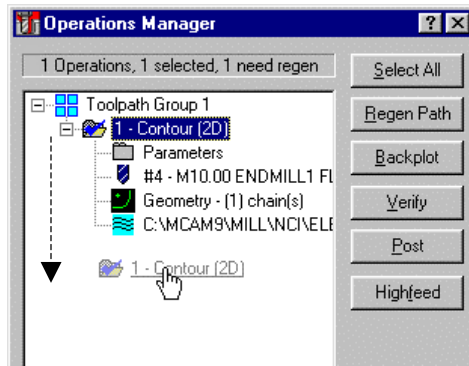 Operations Manager
1 Operations, 1 selected, 1 need regen
Select All
Toolpath Group 1
Regen Path
1 - Contour (2D)
Parameters
Backplot
#4 - M10.00 ENDMILL1 FL
Geometry - (1) chain(s)
Verify
C:\MCAM9\MILL\NCI\ELE
Post
1 - Contour (2D)
Highfeed